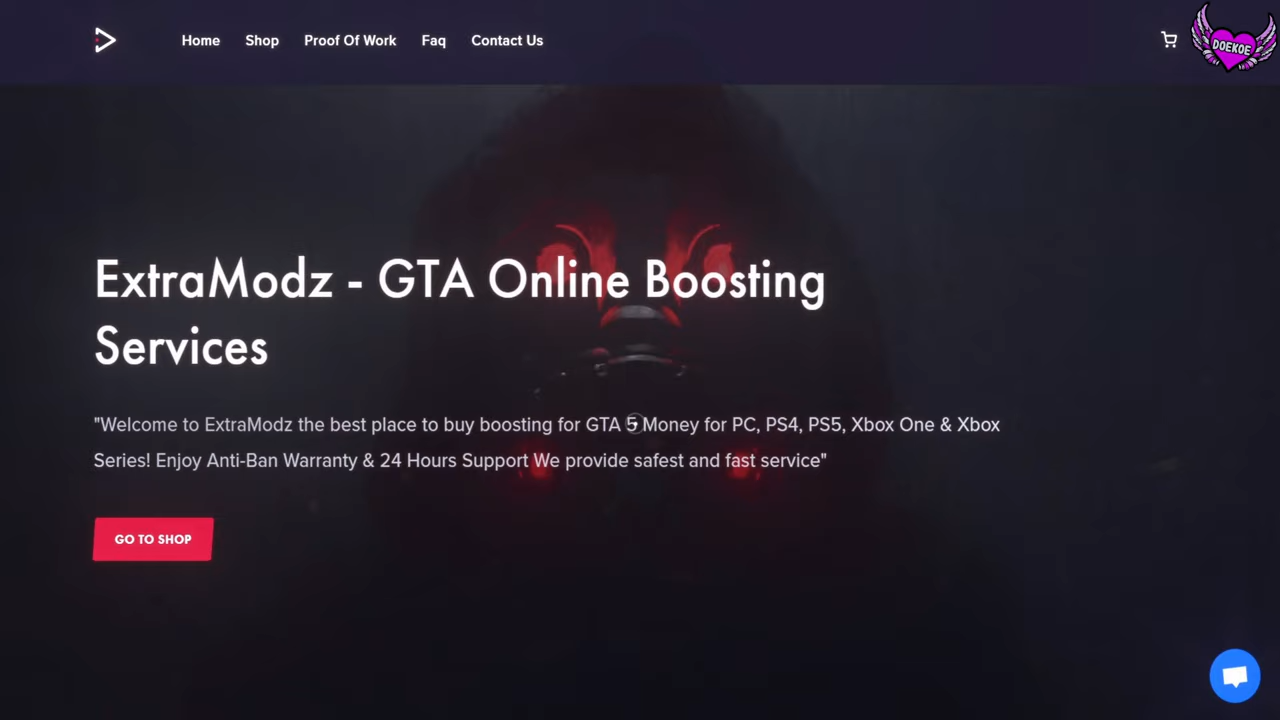 Home Shop Proof Of Work Faq Contact Us
DOEKOE
ExtraModz - GTA Online Boosting
Services
"Welcome to ExtraModz the best place to buy boosting for GTA 5 Money for PC, PS4, PS5, Xbox One & Xbox
Series! Enjoy Anti-Ban Warranty & 24 Hours Support We provide safest and fast service"
GO TO SHOP